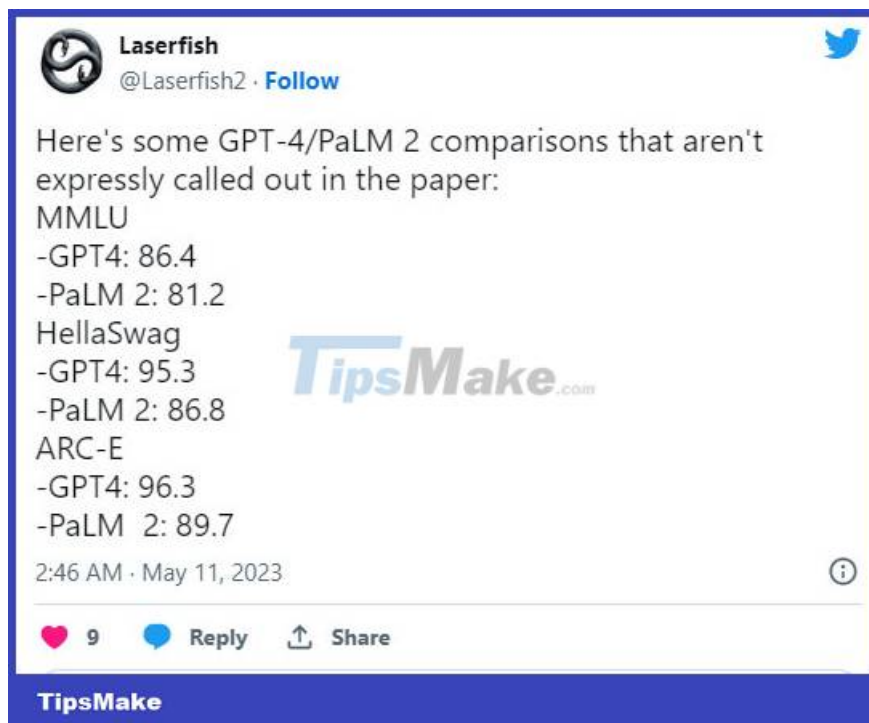 Laserfish
@Laserfish2 · Follow
Here's some GPT-4/PaLM 2 comparisons that aren't
expressly called out in the paper:
MMLU
-GPT4: 86.4
-PaLM 2: 81.2
HellaSwag
-GPT4: 95.3
-PaLM 2: 86.8
ARC-E
-GPT4: 96.3
-PaLM  2: 89.7
TipsMake.com
2:46 AM · May 11, 2023
9 Reply Share
TipsMake